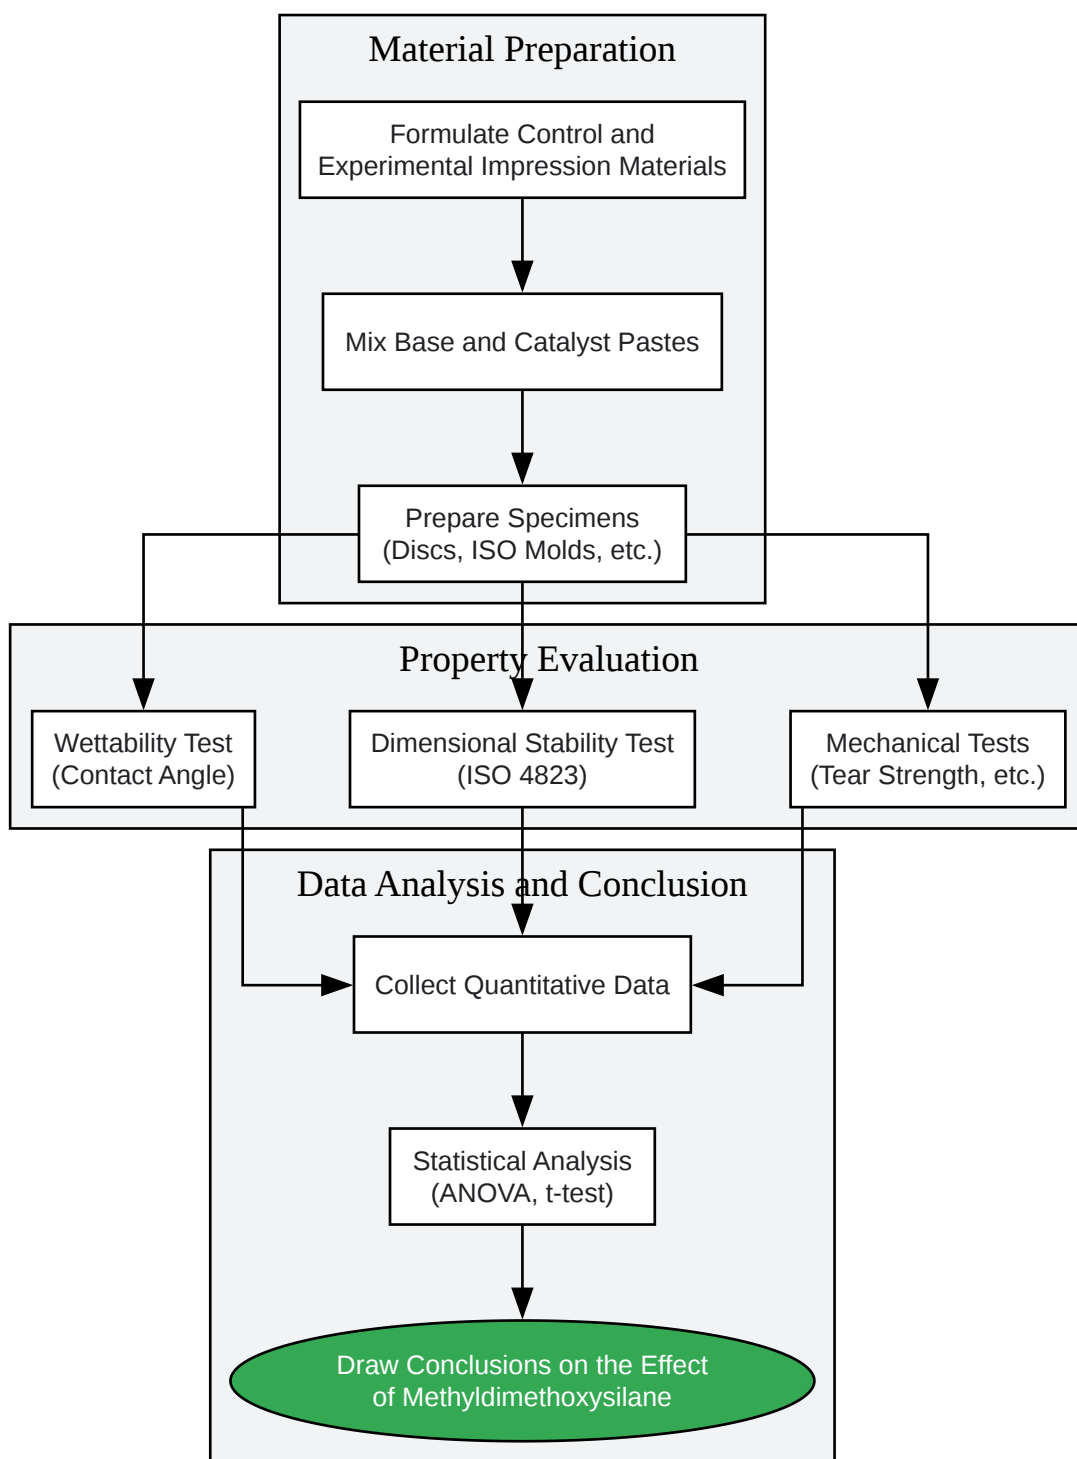 Material Preparation
Formulate Control and
Experimental Impression Materials
Mix Base and Catalyst Pastes
Prepare Specimens
(Discs, ISO Molds, etc.)
Property Evaluation
Wettability Test
(Contact Angle)
Dimensional Stability Test
(ISO 4823)
Mechanical Tests
(Tear Strength, etc.)
Data Analysis and Conclusion
Collect Quantitative Data
Statistical Analysis
(ANOVA, t-test)
Draw Conclusions on the Effect
of Methyldimethoxysilane